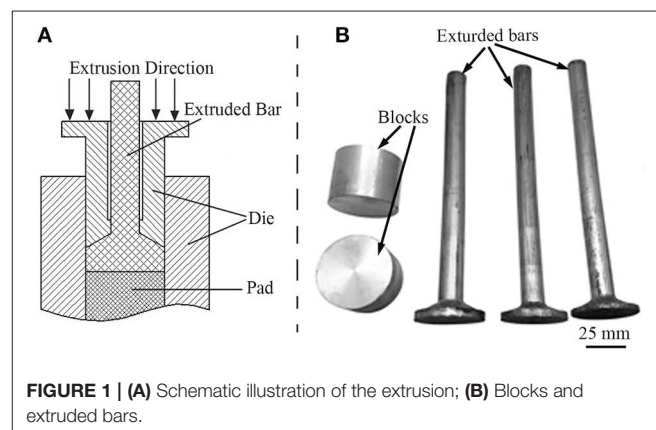 A
Extrusion Direction
Extruded Bar
Die
Pad
B
Exturded bars
Blocks
25 mm
FIGURE 1 | (A) Schematic illustration of the extrusion; (B) Blocks and
extruded bars.